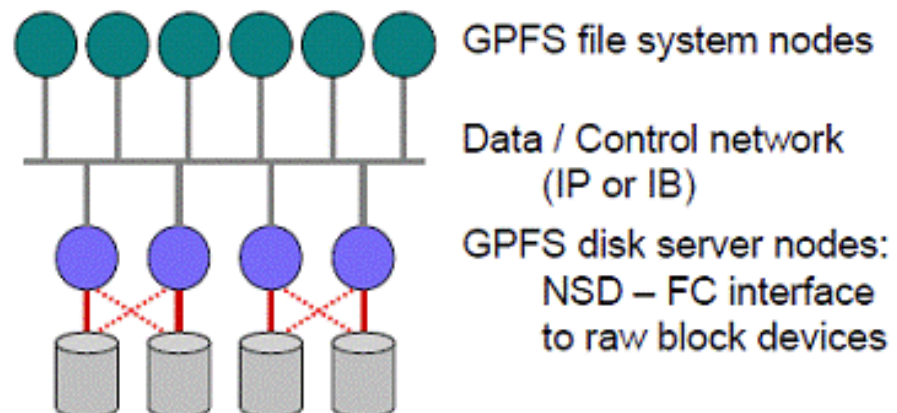 GPFS file system nodes
Data / Control network
(IP or IB)
GPFS disk server nodes:
NSD – FC interface
to raw block devices